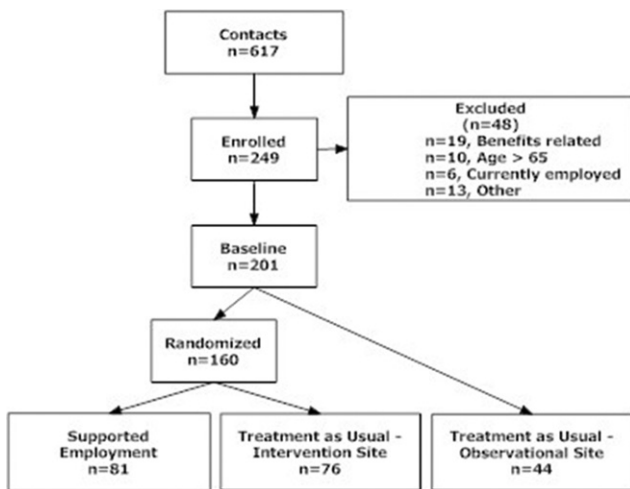 Contacts
n=617
Excluded
(n=48)
n=19, Benefits related
n=10, Age > 65
n=6, Currently employed
n=13, Other
Enrolled
n=249
Baseline
n=201
Randomized
n=160
Supported
Employment
n=81
Treatment as Usual -
Intervention Site
n=76
Treatment as Usual -
Observational Site
n=44